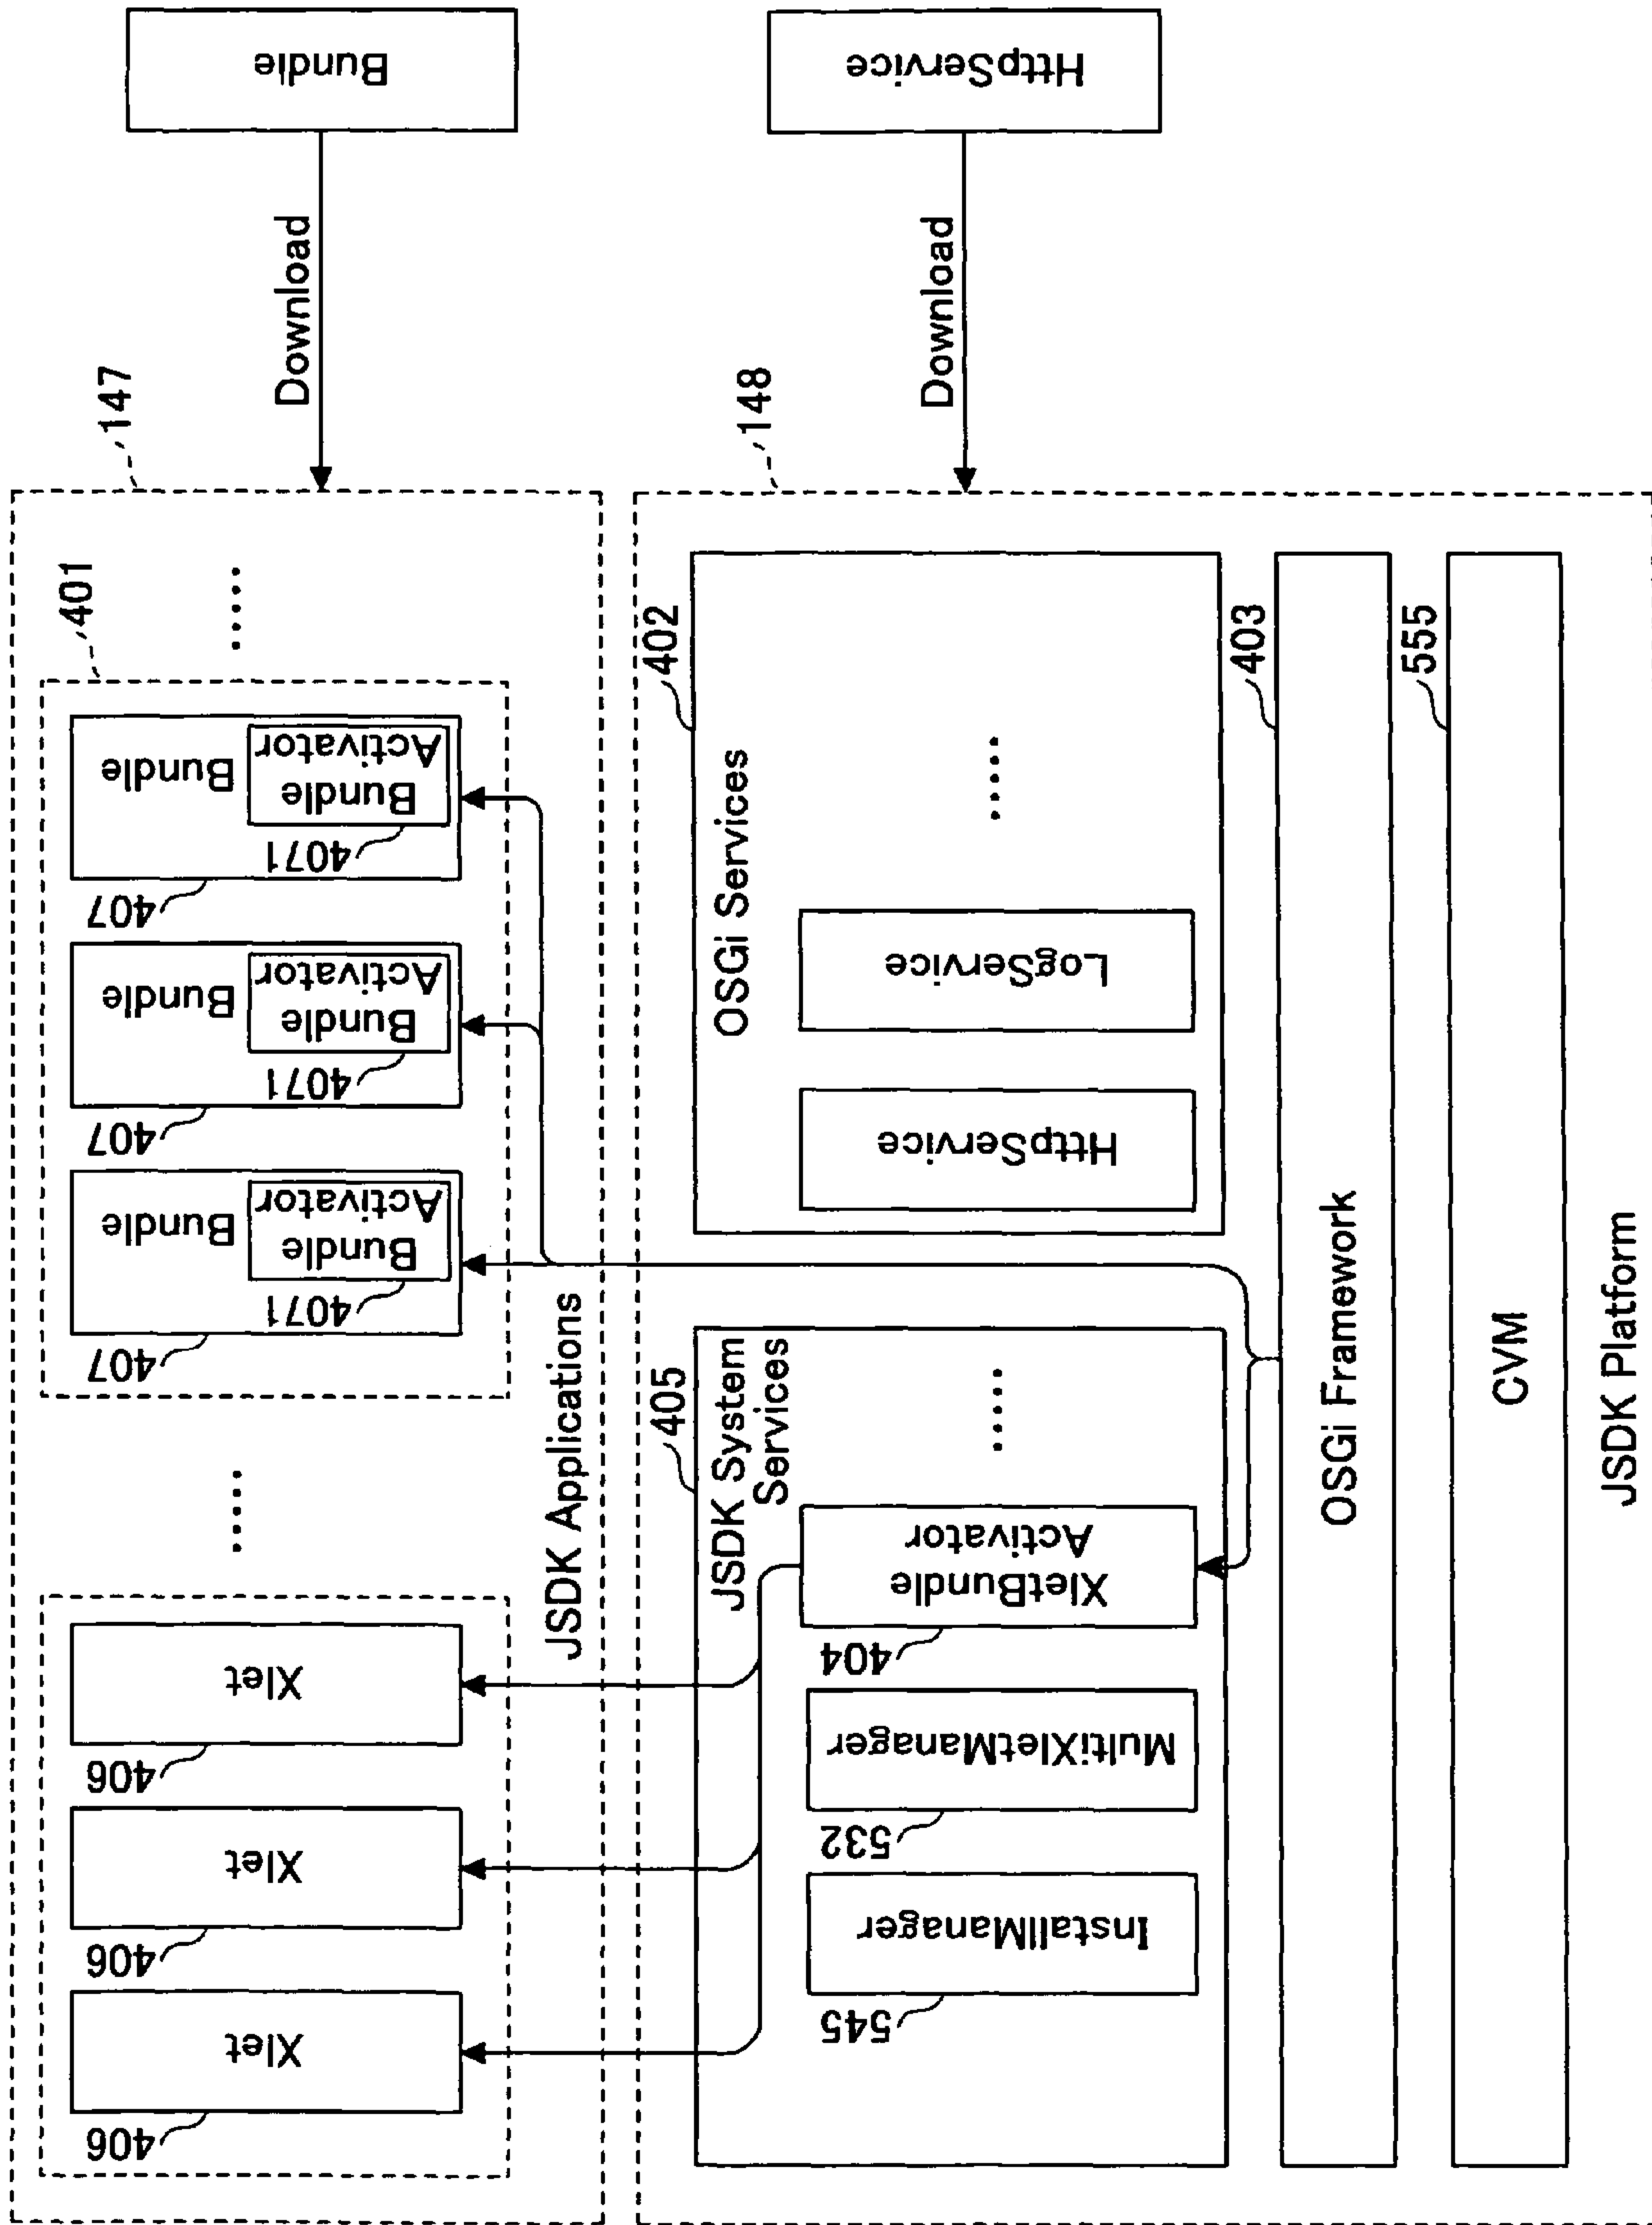 147
401
Xlet
406
Xlet
406
Xlet
406
.....
Bundle
Bundle
Activator
4071
407
Bundle
Bundle
Activator
4071
407
Bundle
Bundle
Activator
4071
407
.....
JSDK Applications
Download
Bundle
148
405
JSDK System
Services
InstallManager
545
MultiXletManager
532
XletBundle
Activator
404
.....
402
OSGi Services
HttpService
LogService
.....
Download
HttpService
403
OSGi Framework
555
CVM
JSDK Platform